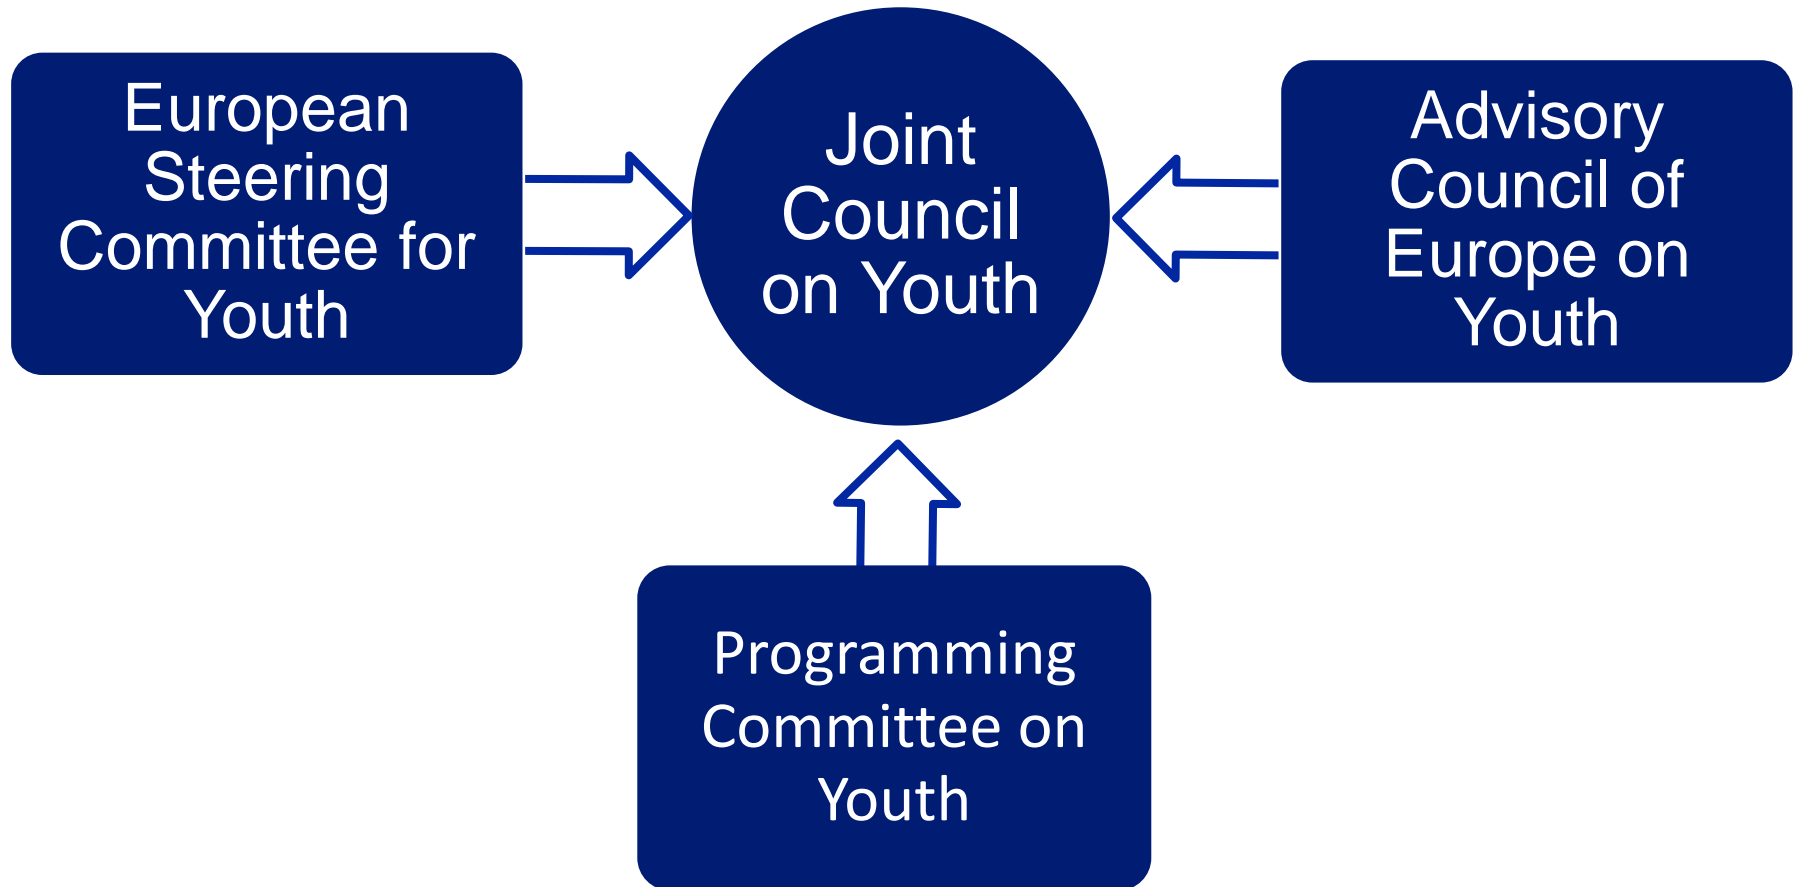 European
Steering
Committee for
Youth
Joint
Council
on Youth
Advisory
Council of
Europe on
Youth
Programming
Committee on
Youth